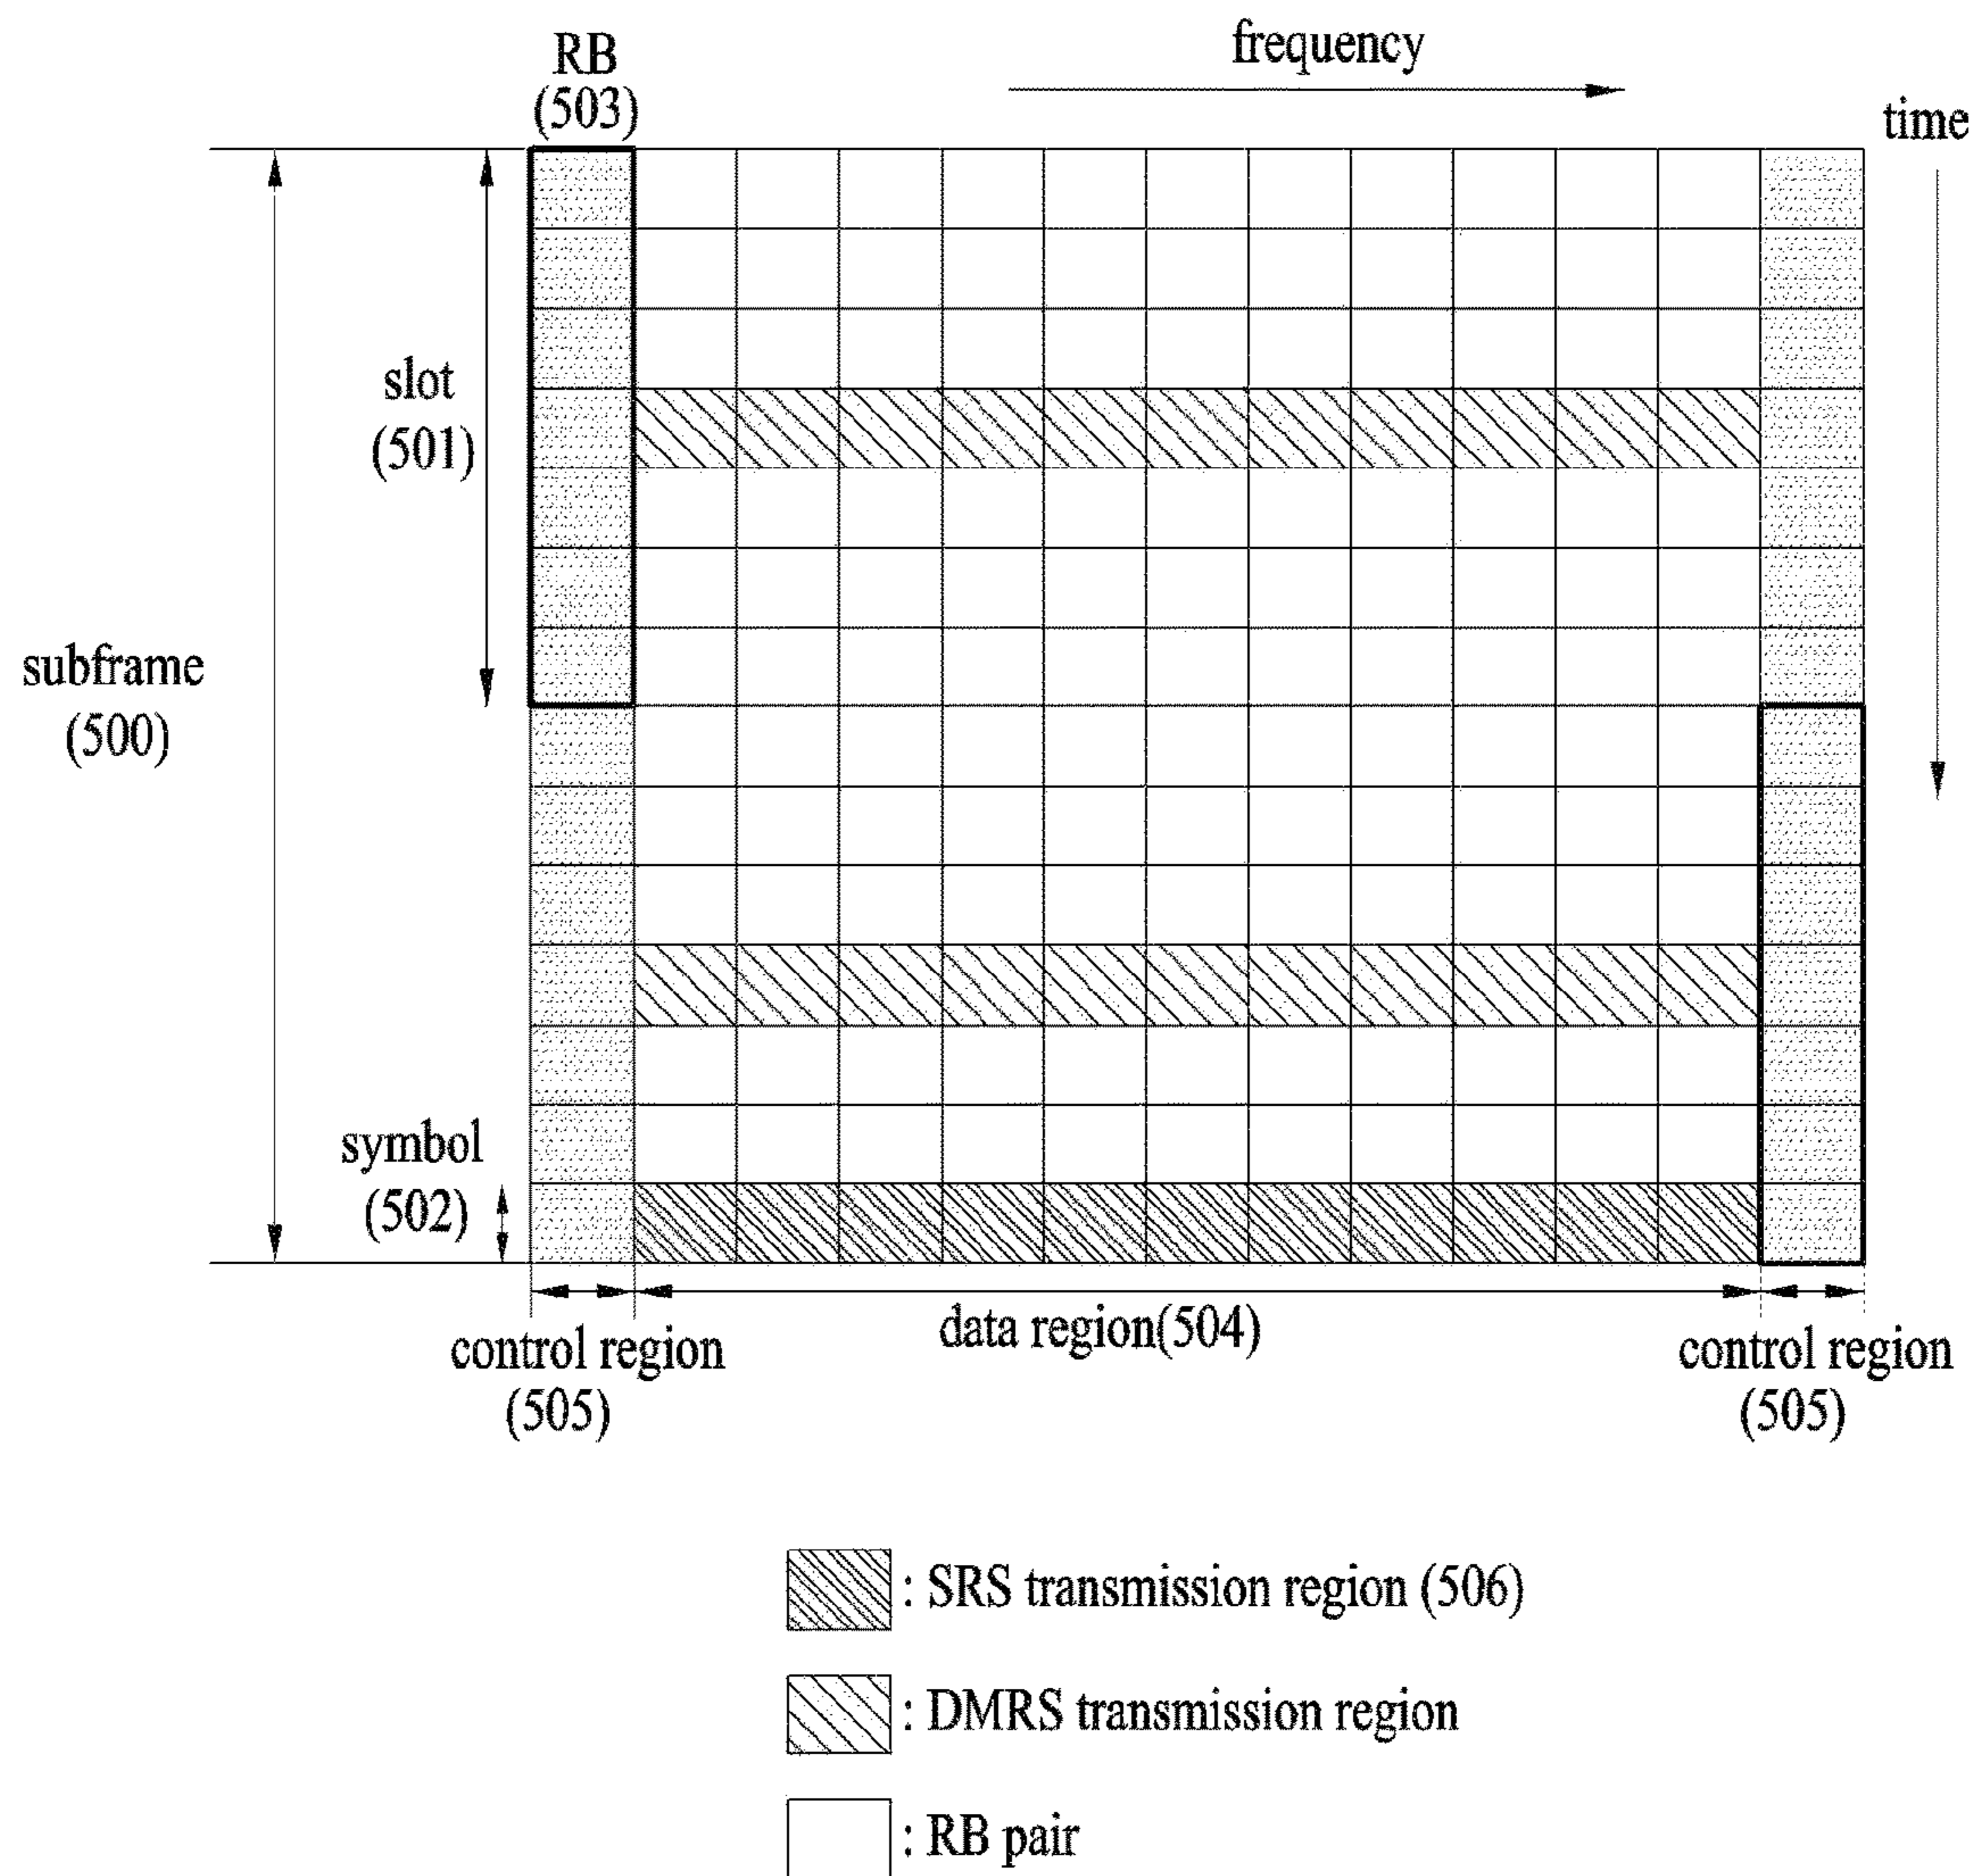 RB
(503)
frequency
time
slot
(501)
subframe
(500)
symbol
(502)
control region
(505)
data region(504)
control region
(505)
: SRS transmission region (506)
: DMRS transmission region
: RB pair